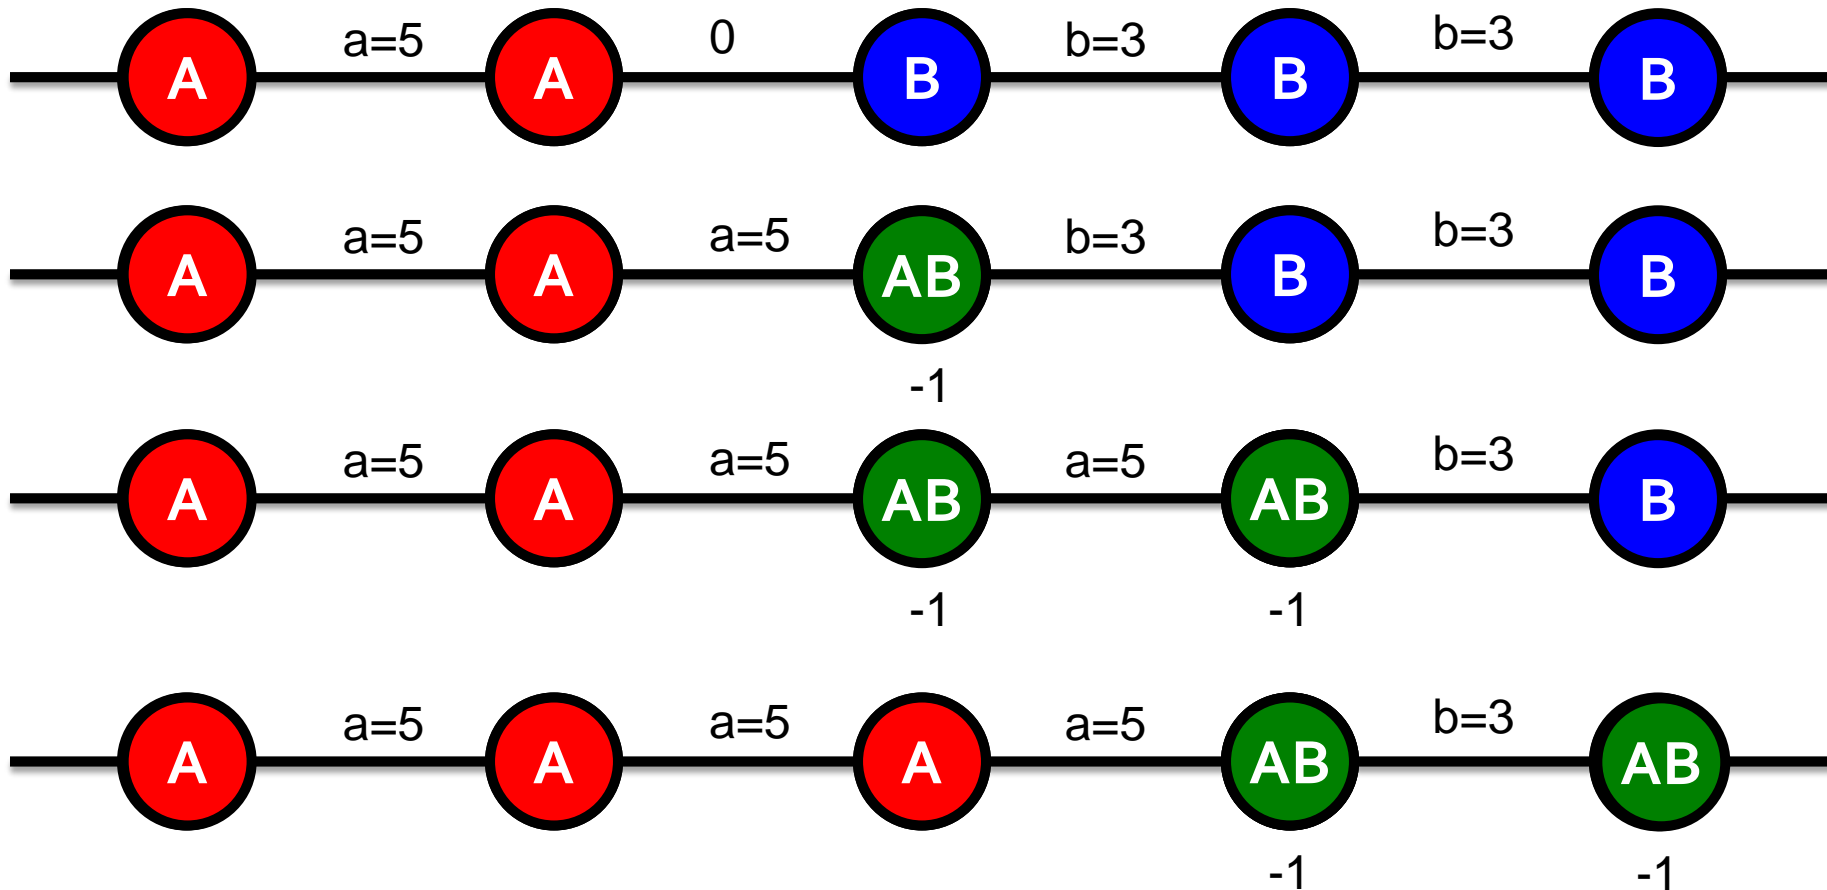 a=5 0 b=3 b=3
A A B B B
a=5 a=5 b=3 b=3
A A AB B B
-1
a=5 a=5 a=5 b=3
A A AB AB B
-1 -1
a=5 a=5 a=5 b=3
A A A AB AB
-1 -1